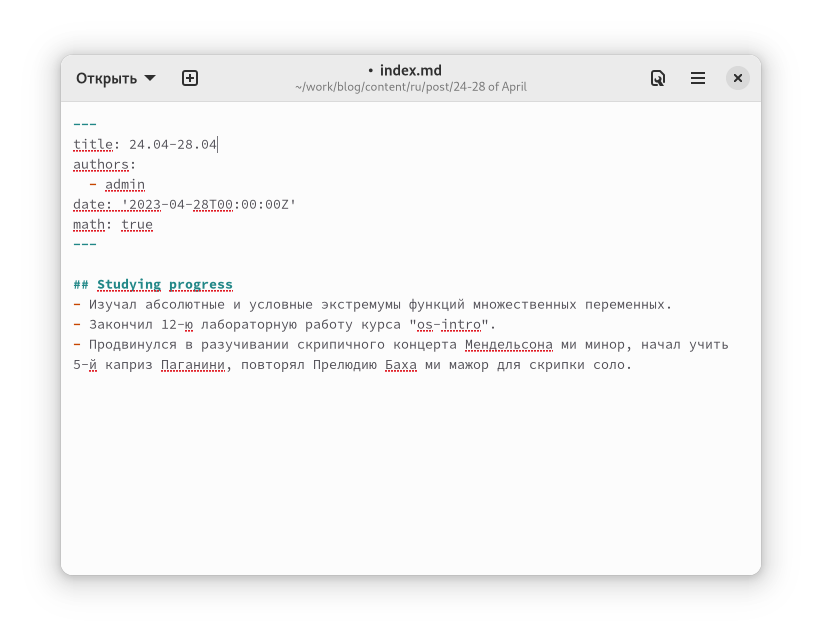 Открыть
• index.md
~/work/blog/content/ru/post/24-28 of April
---
title: 24.04-28.04
authors:
  - admin
date: '2023-04-28T00:00:00Z'
math: true
---
## Studying progress
- Изучал абсолютные и условные экстремумы функций множественных переменных.
- Закончил 12-ю лабораторную работу курса "os-intro".
- Продвинулся в разучивании скрипичного концерта Мендельсона ми минор, начал учить
5-й каприз Паганини, повторял Прелюдию Баха ми мажор для скрипки соло.